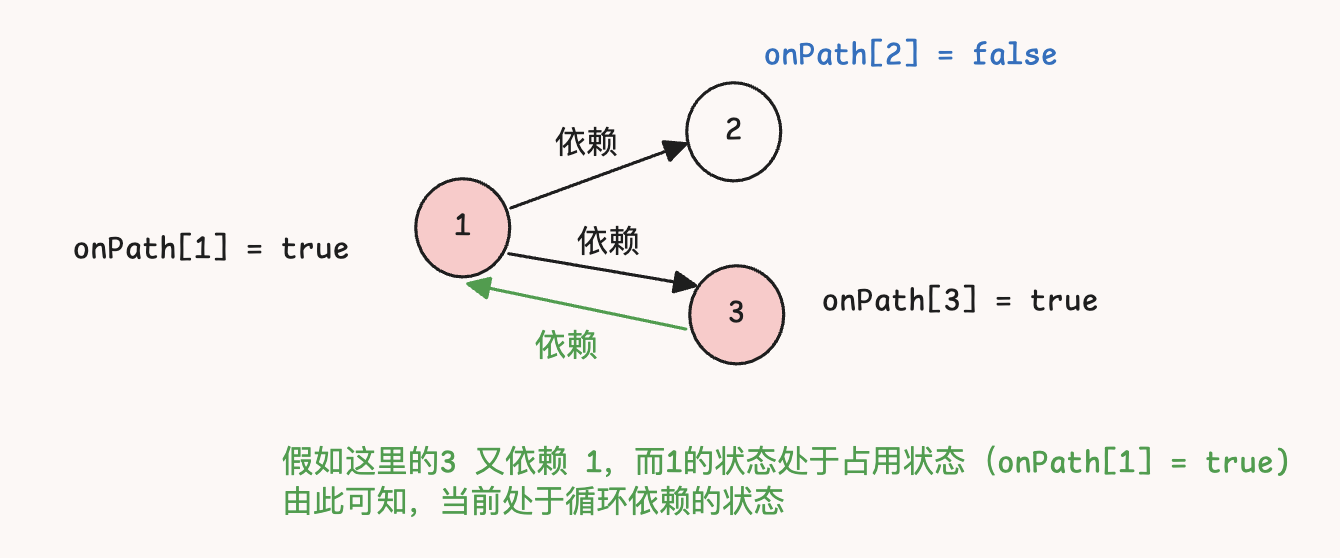 onPath[2] = false
2
依赖
1
依赖
onPath[1] = true
3
onPath[3] = true
依赖
假如这里的3 又依赖 1, 而1的状态处于占用状态 (onPath[1] = true)
由此可知, 当前处于循环依赖的状态